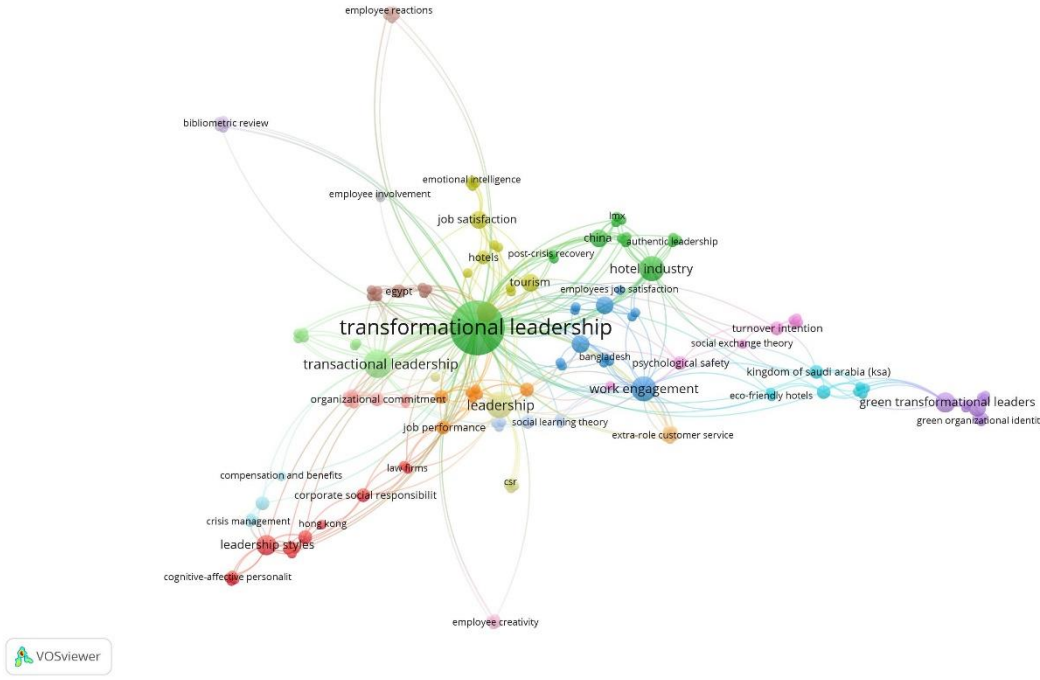 employee reactions
bibliometric review
emotional intelligence
employee involvement
job satisfaction
lmx
china
authentic leadership
post-crisis recovery
hotels
hotel industry
tourism
employees job satisfaction
egypt
transformational leadership
turnover intention
social exchange theory
bangladesh
psychological safety
transactional leadership
kingdom of saudi arabia (ksa)
work engagement
eco-friendly hotels
organizational commitment
leadership
green transformational leaders
green organizational identit
job performance
social learning theory
extra-role customer service
law firms
compensation and benefits
csr
corporate social responsibilit
crisis management
hong kong
leadership styles
cognitive-affective personalit
employee creativity
VOSviewer